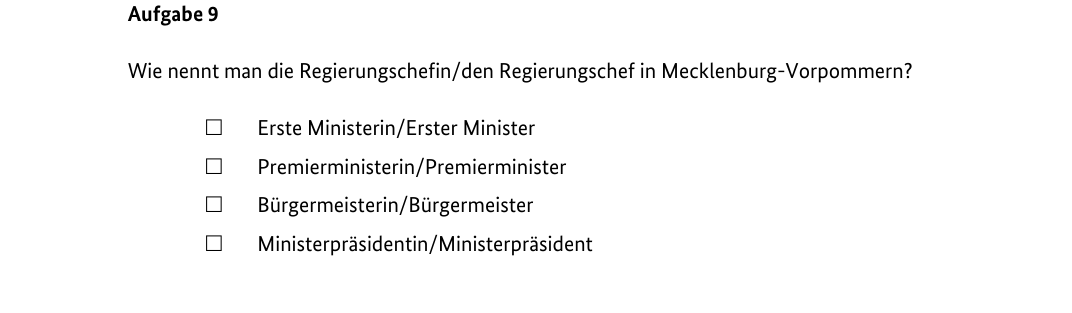 Aufgabe 9
Wie nennt man die Regierungschefin/den Regierungschef in Mecklenburg-Vorpommern?
☐ Erste Ministerin/Erster Minister
☐ Premierministerin/Premierminister
☐ Bürgermeisterin/Bürgermeister
☐ Ministerpräsidentin/Ministerpräsident